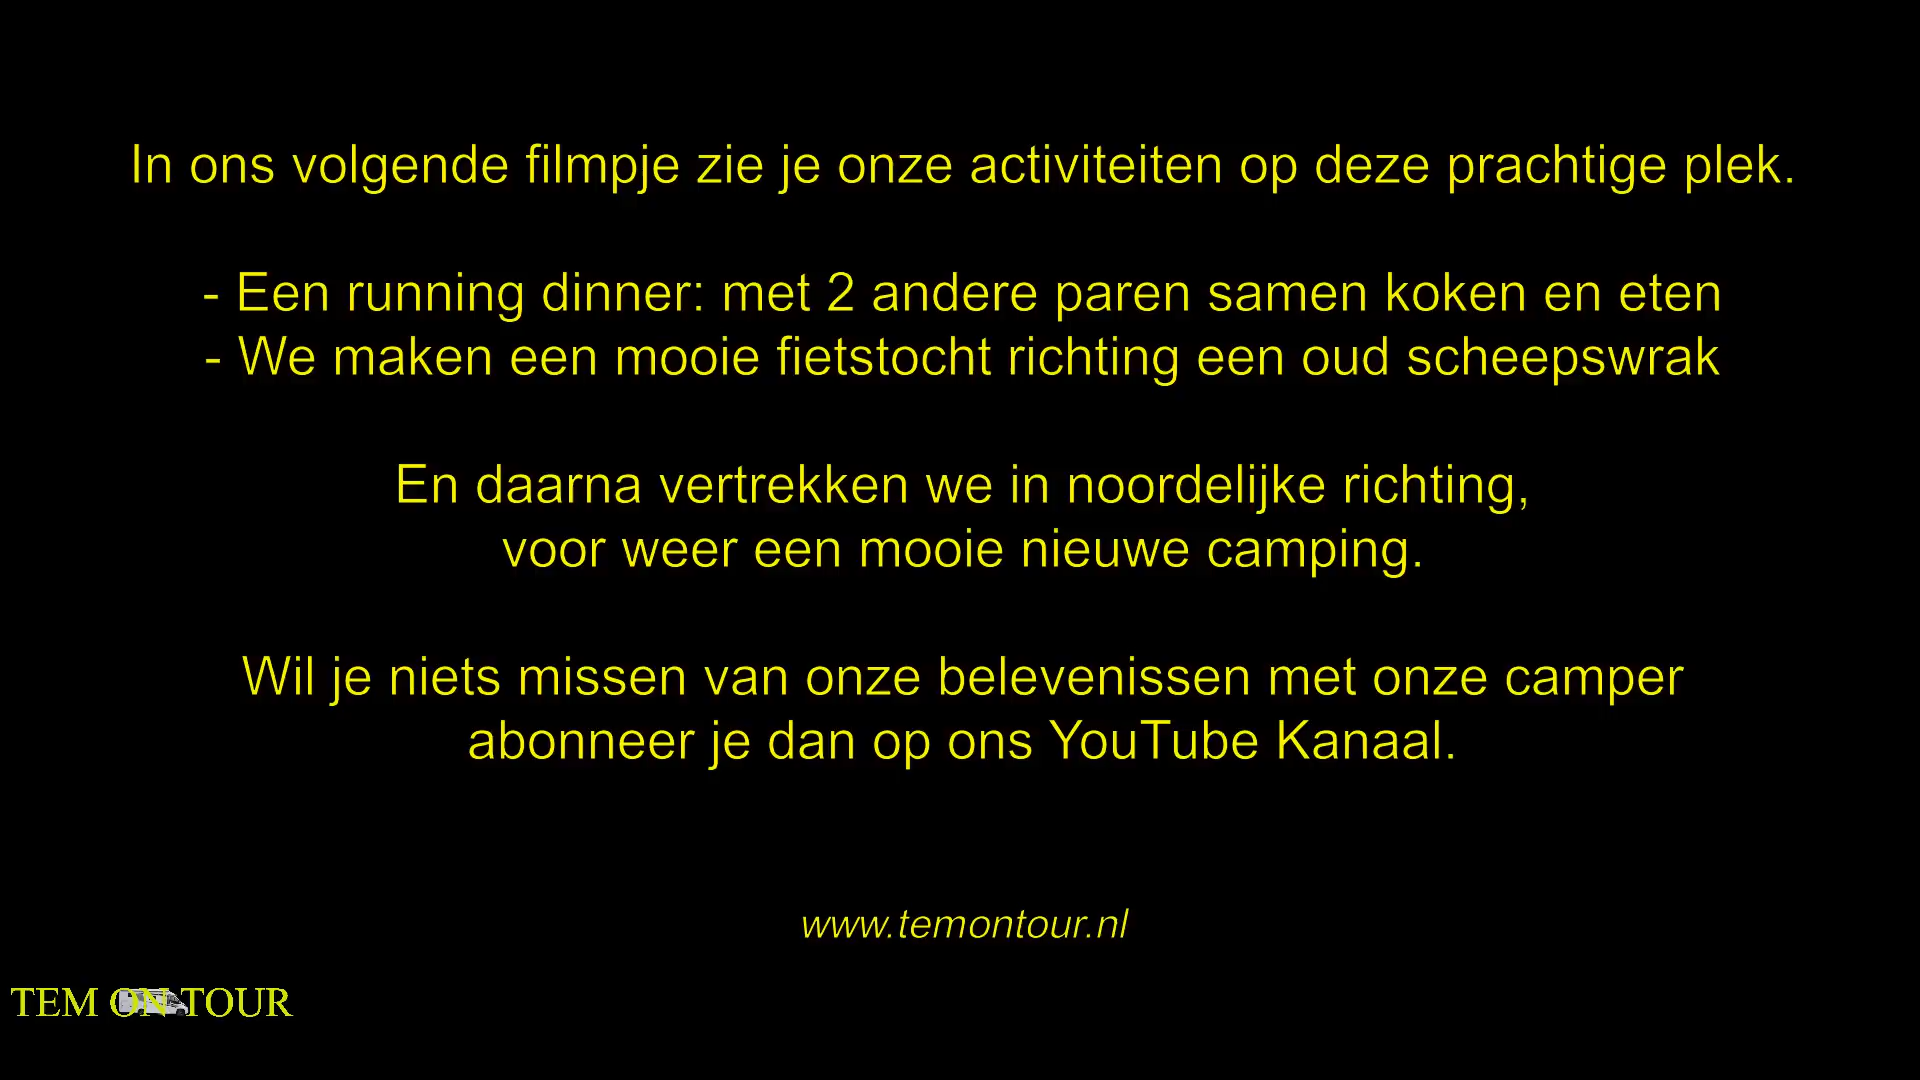 In ons volgende filmpje zie je onze activiteiten op deze prachtige plek.
- Een running dinner: met 2 andere paren samen koken en eten
- We maken een mooie fietstocht richting een oud scheepswrak
En daarna vertrekken we in noordelijke richting,
voor weer een mooie nieuwe camping.
Wil je niets missen van onze belevenissen met onze camper
abonneer je dan op ons YouTube Kanaal.
www.temontour.nl
TEM ON TOUR